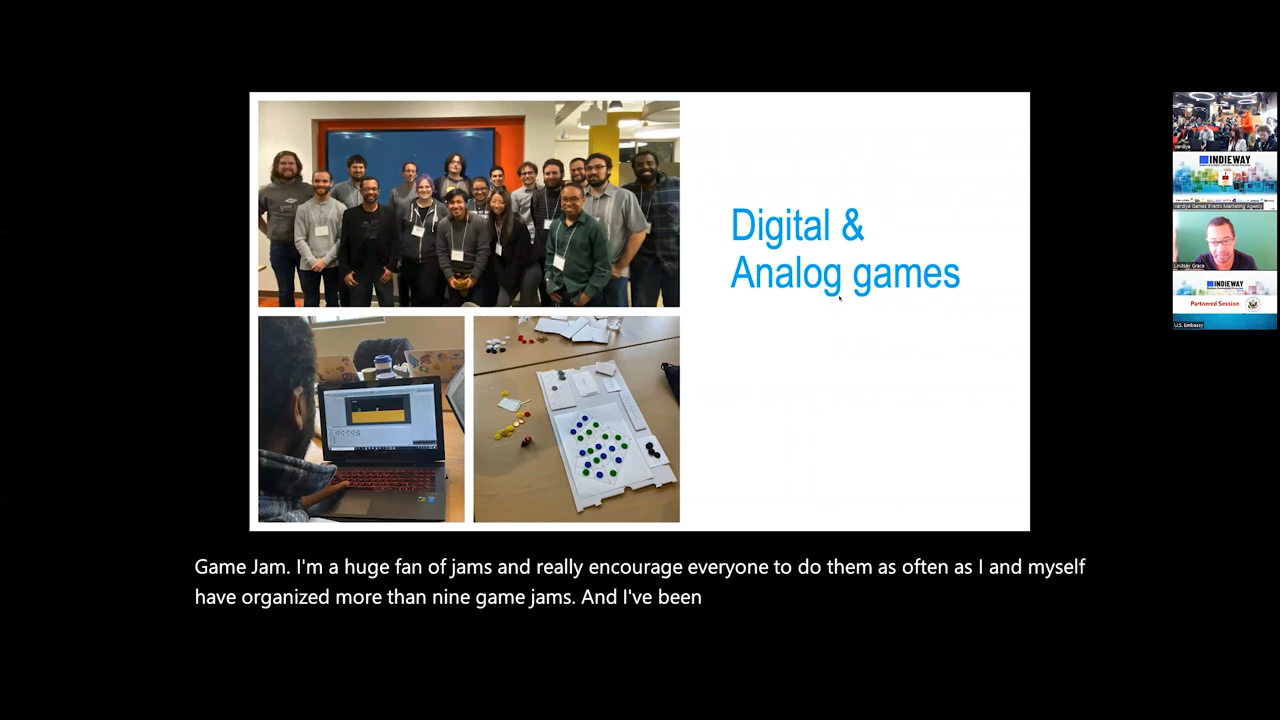 Digital &
Analog games
Game Jam. I'm a huge fan of jams and really encourage everyone to do them as often as I and myself
have organized more than nine game jams. And I've been
INDIEWAY
Vardiya Games Events Marketing Agency
Lindsay Grace
INDIEWAY
Partnered Session
U.S. Embassy